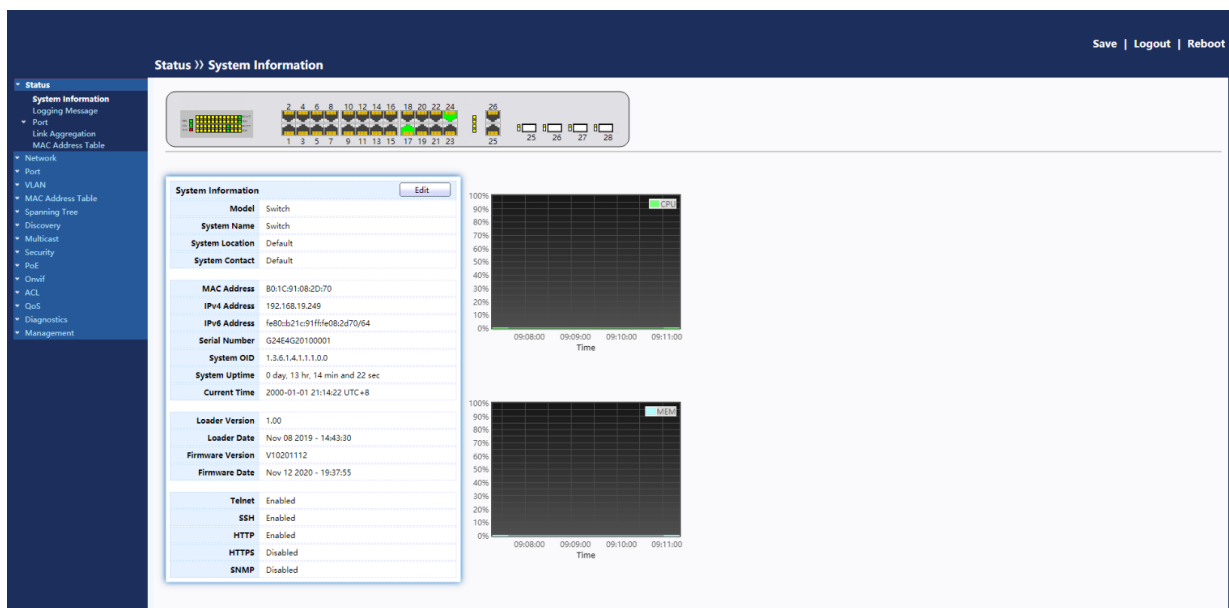 Save | Logout | Reboot
Status 》 System Information
Status
System Information
Logging Message
Port
Link Aggregation
MAC Address Table
Network
Port
VLAN
MAC Address Table
Spanning Tree
Discovery
Multicast
Security
PoE
Onvif
ACL
QoS
Diagnostics
Management
2 4 6 8 10 12 14 16 18 20 22 24 26
1 3 5 7 9 11 13 15 17 19 21 23 25
25 26 27 28
System Information Edit
Model Switch
System Name Switch
System Location Default
System Contact Default
MAC Address B0:1C:91:08:2D:70
IPv4 Address 192.168.19.249
IPv6 Address fe80::b21c:91ff:fe08:2d70/64
Serial Number G24E4G20100001
System OID 1.3.6.1.4.1.1.1.0.0
System Uptime 0 day, 13 hr, 14 min and 22 sec
Current Time 2000-01-01 21:14:22 UTC+8
Loader Version 1.00
Loader Date Nov 08 2019 - 14:43:30
Firmware Version V10201112
Firmware Date Nov 12 2020 - 19:37:55
Telnet Enabled
SSH Enabled
HTTP Enabled
HTTPS Disabled
SNMP Disabled
CPU
100%
90%
80%
70%
60%
50%
40%
30%
20%
10%
0%
09:08:00 09:09:00 09:10:00 09:11:00
Time
MEM
100%
90%
80%
70%
60%
50%
40%
30%
20%
10%
0%
09:08:00 09:09:00 09:10:00 09:11:00
Time